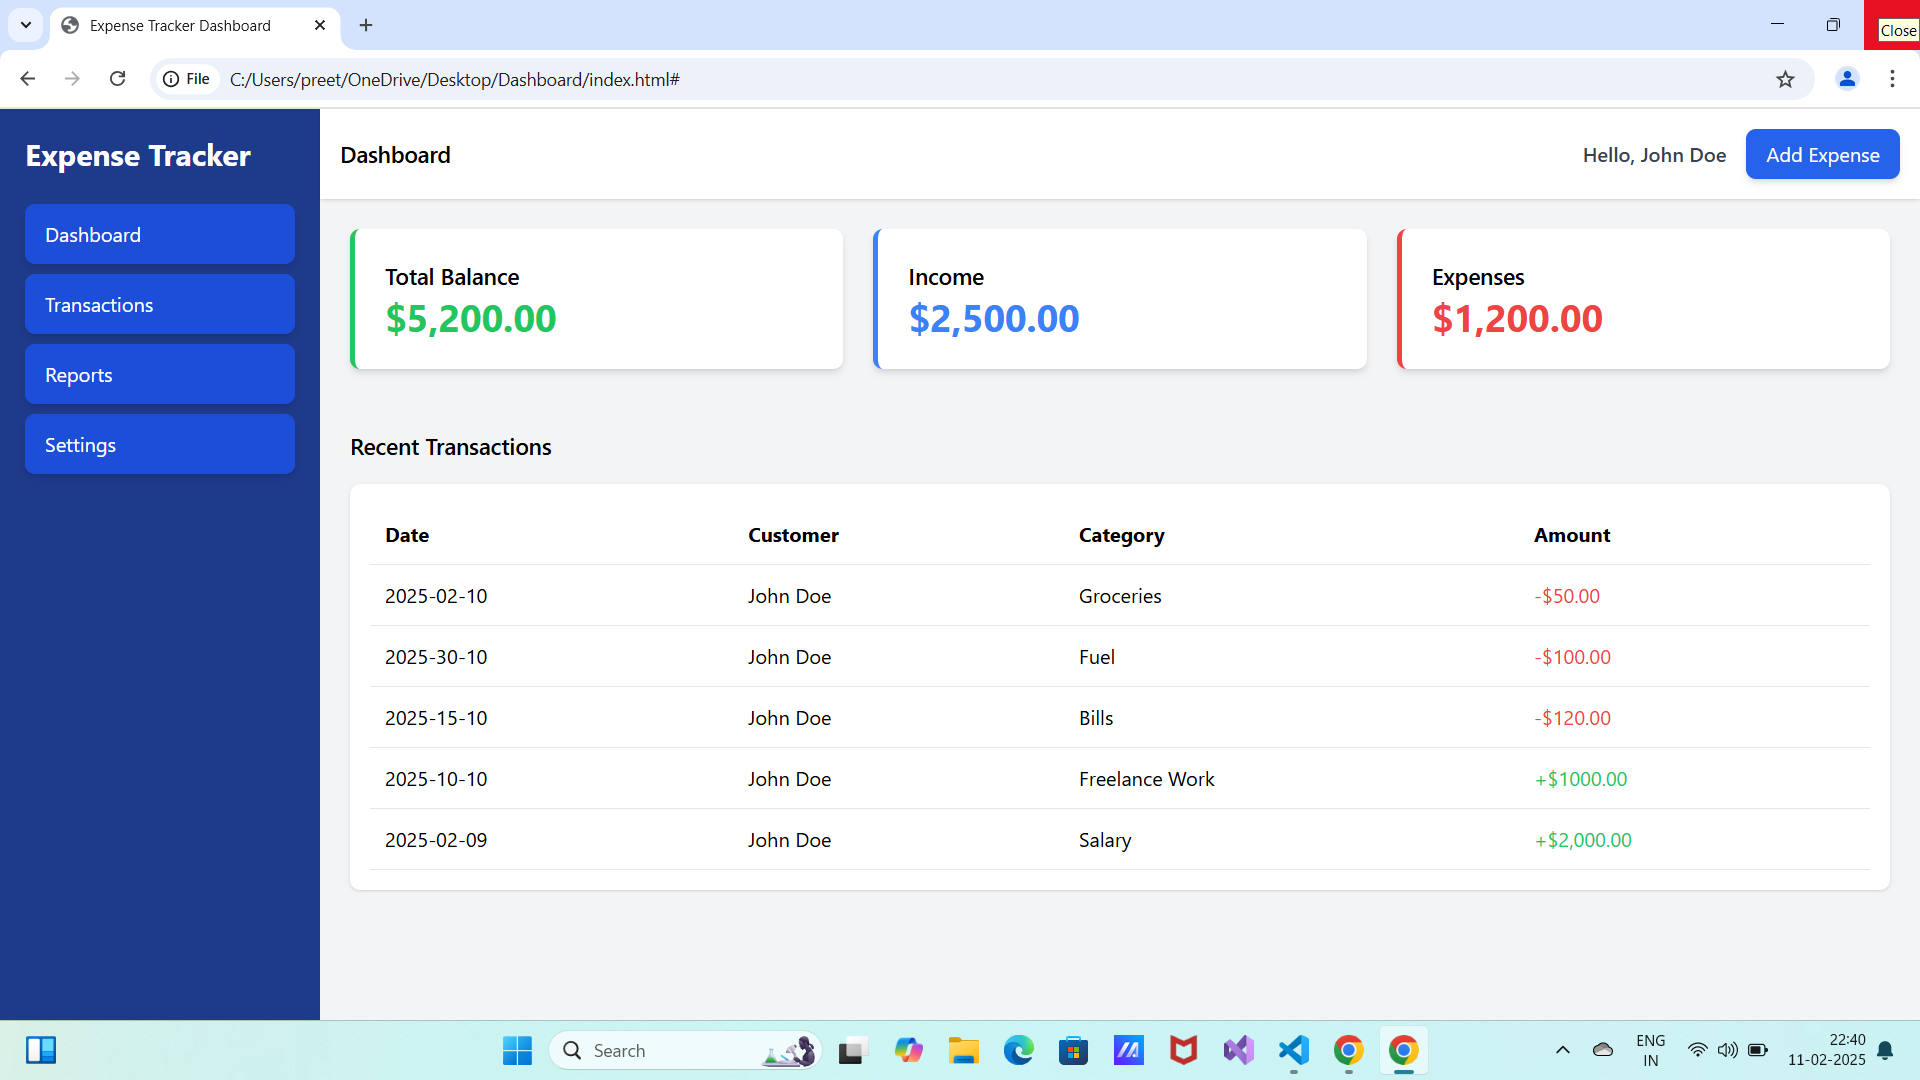 Expense Tracker Dashboard
Close
File
C:/Users/preet/OneDrive/Desktop/Dashboard/index.html#
Expense Tracker
Dashboard
Transactions
Reports
Settings
Dashboard
Hello, John Doe
Add Expense
Total Balance
$5,200.00
Income
$2,500.00
Expenses
$1,200.00
Recent Transactions
Date Customer Category Amount
2025-02-10 John Doe Groceries -$50.00
2025-30-10 John Doe Fuel -$100.00
2025-15-10 John Doe Bills -$120.00
2025-10-10 John Doe Freelance Work +$1000.00
2025-02-09 John Doe Salary +$2,000.00
Search
ENG
IN
22:40
11-02-2025